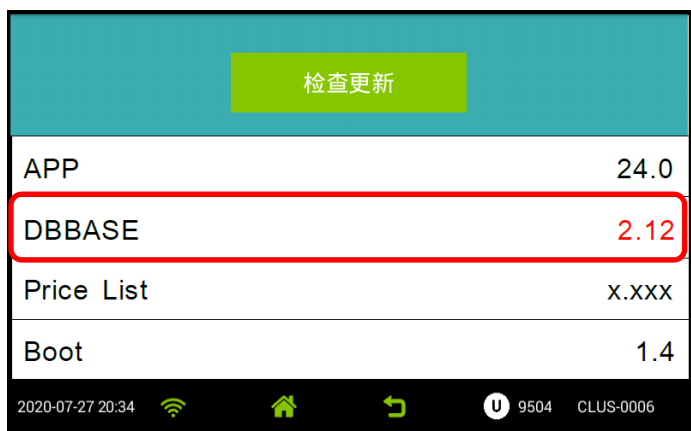 检查更新
APP 24.0
DBBASE 2.12
Price List x.xxx
Boot 1.4
2020-07-27 20:34 U 9504 CLUS-0006